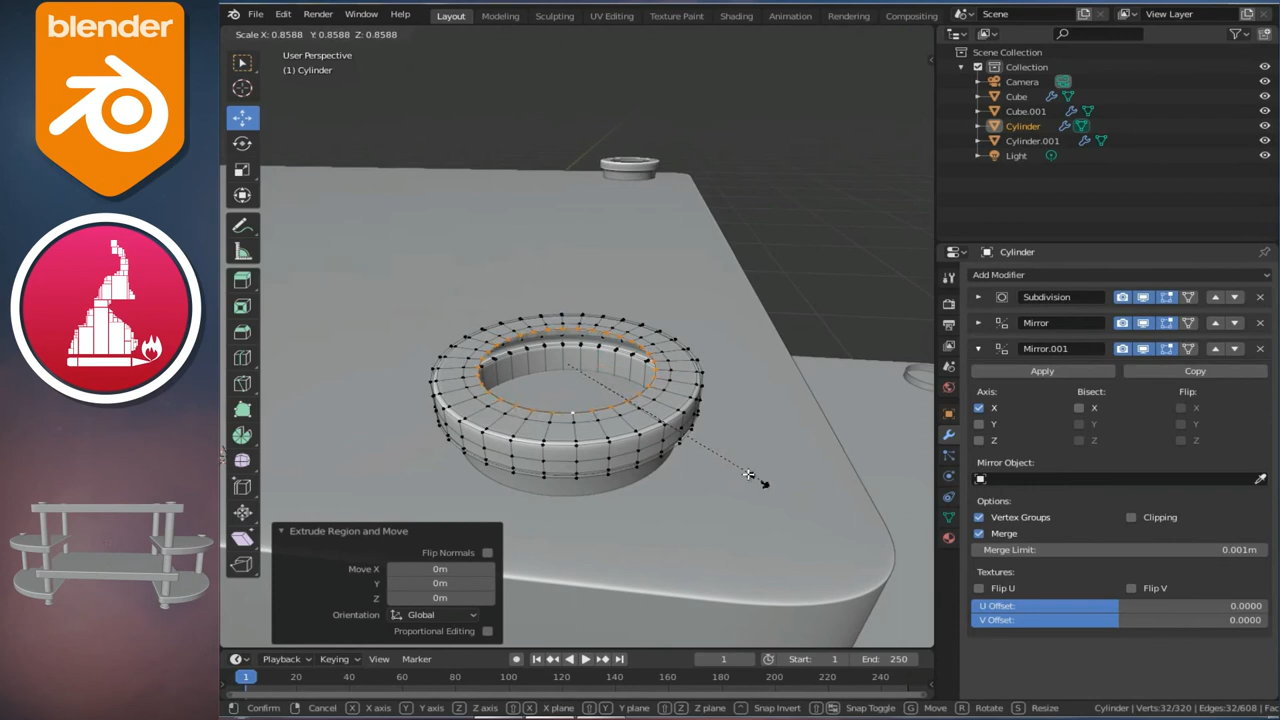 blender
File Edit Render Window Help
Layout Modeling Sculpting UV Editing Texture Paint Shading Animation Rendering Compositing
Scene
View Layer
Scale X: 0.8588 Y: 0.8588 Z: 0.8588
User Perspective
(1) Cylinder
Scene Collection
Collection
Camera
Cube
Cube.001
Cylinder
Cylinder.001
Light
Cylinder
Add Modifier
Subdivision
Mirror
Mirror.001
Apply Copy
Axis: Bisect: Flip:
X X X
Y Y Y
Z Z Z
Mirror Object:
Options:
Vertex Groups Clipping
Merge
Merge Limit: 0.001m
Textures:
Flip U Flip V
U Offset: 0.0000
V Offset: 0.0000
Extrude Region and Move
Flip Normals
Move X 0m
Y 0m
Z 0m
Orientation Global
Proportional Editing
Playback Keying View Marker
1 Start: 1 End: 250
1 20 40 60 80 100 120 140 160 180 200 220 240
Confirm Cancel X X axis Y Y axis Z Z axis X X plane Y Y plane Z Z plane Snap Invert Snap Toggle G Move R Rotate S Resize Cylinder | Verts:32/320 | Edges:32/608 | Fac